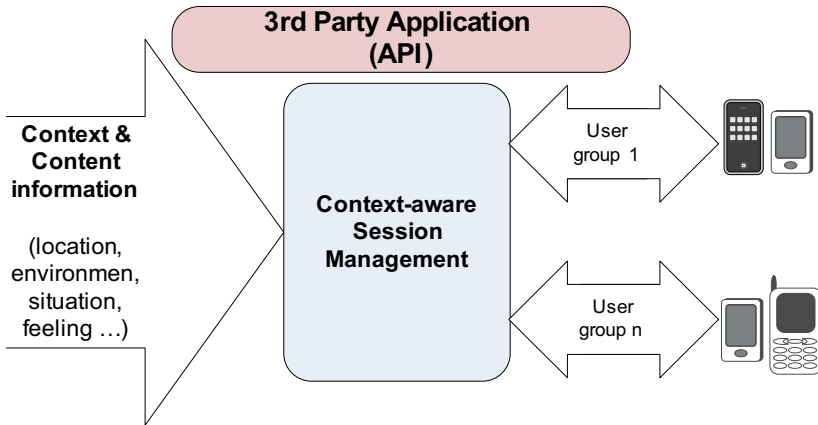 3rd Party Application
(API)
Context &
Content
information
(location,
environmen,
situation,
feeling ...)
Context-aware
Session
Management
User
group 1
User
group n